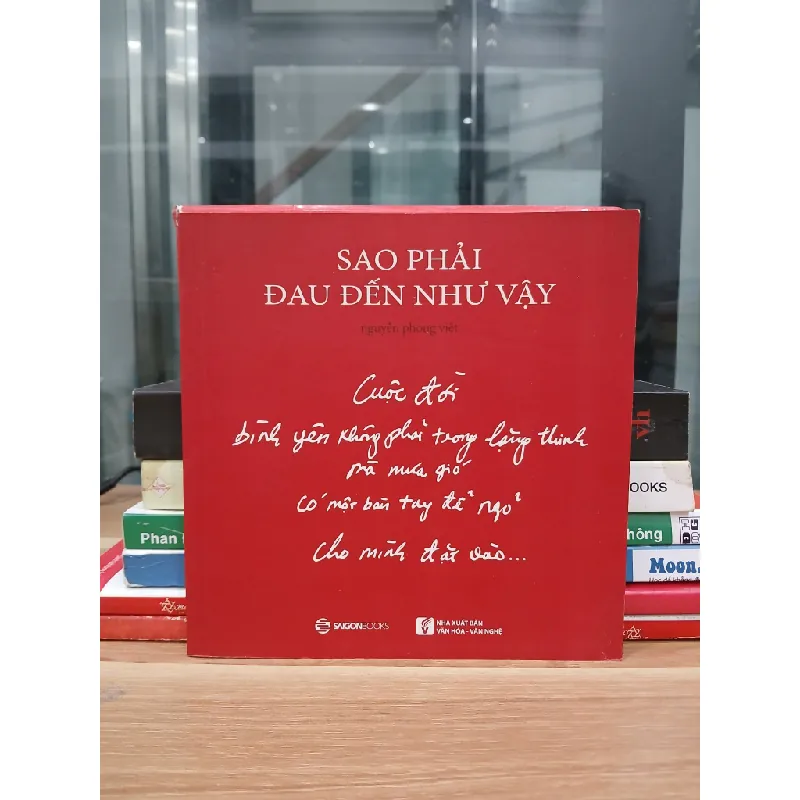 SAO PHẢI
ĐAU ĐẾN NHƯ VẬY
nguyễn phong việt
Cuộc đời
bình yên không phải trong lặng thinh
mà mưa gió
có một bàn tay để ngỏ
cho mình đặt vào...
SAIGONBOOKS
NHÀ XUẤT BẢN
VĂN HÓA - VĂN NGHỆ
vh
OOKS
Phan
hông
Moon.